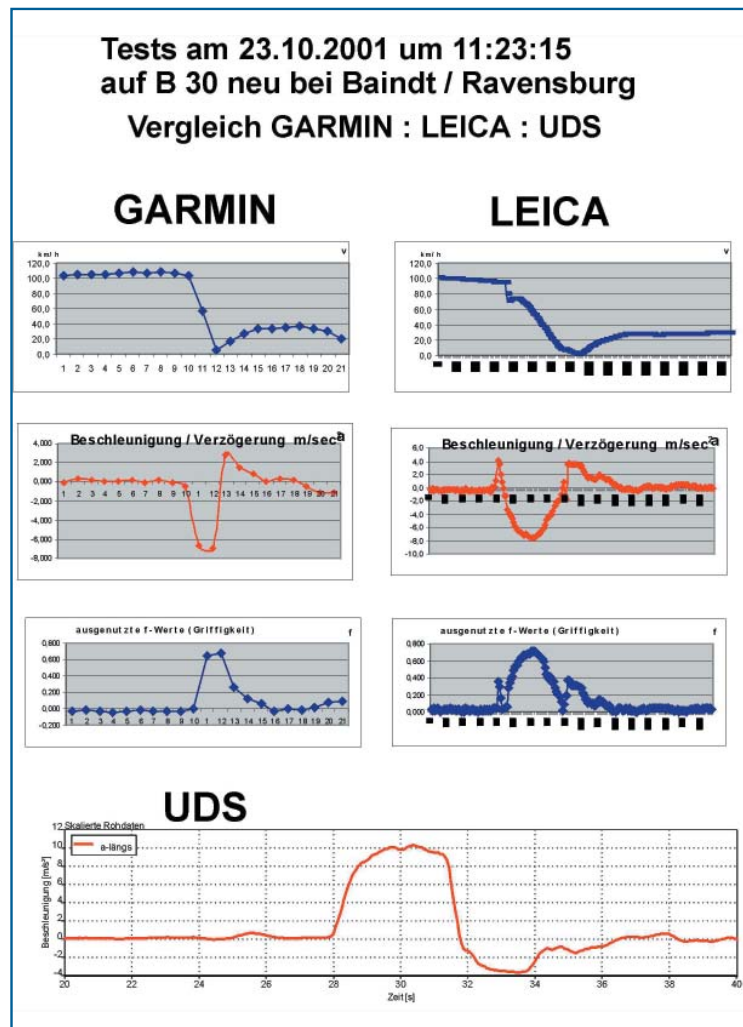 Tests am 23.10.2001 um 11:23:15
auf B 30 neu bei Baindt / Ravensburg
Vergleich GARMIN : LEICA : UDS
GARMIN
km/h
v
120,0
100,0
80,0
60,0
40,0
20,0
0,0
1 2 3 4 5 6 7 8 9 10 11 12 13 14 15 16 17 18 19 20 21
Beschleunigung / Verzögerung m/sec²
a
4,000
2,000
0,000
-2,000
-4,000
-6,000
-8,000
1 2 3 4 5 6 7 8 9 10 1 12 13 14 15 16 17 18 19 20 21
ausgenutzte f-Werte (Griffigkeit)
f
0,800
0,600
0,400
0,200
0,000
-0,200
1 2 3 4 5 6 7 8 9 10 1 12 13 14 15 16 17 18 19 20 21
LEICA
km/h
v
120,0
100,0
80,0
60,0
40,0
20,0
0,0
Beschleunigung / Verzögerung m/sec²
a
6,0
4,0
2,0
0,0
-2,0
-4,0
-6,0
-8,0
-10,0
ausgenutzte f-Werte (Griffigkeit)
f
0,800
0,600
0,400
0,200
0,000
UDS
Skalierte Rohdaten
a-längs
Beschleunigung [m/s²]
12
10
8
6
4
2
0
-2
-4
20 22 24 26 28 30 32 34 36 38 40
Zeit [s]